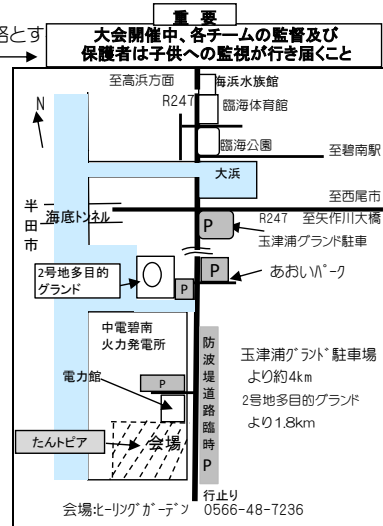 重 要
各とす
大会開催中、各チームの監督及び
保護者は子供への監視が行き届くこと
至高浜方面
海浜水族館
R247
臨海体育館
N
臨海公園
至碧南駅
大浜
至西尾市
半田市
海底トンネル
P
R247 至矢作川大橋
玉津浦グランド駐車
2号地多目的
グランド
P
P
あおいパーク
中電碧南
火力発電所
防波堤道路臨時P
玉津浦グランド駐車場
より約4km
P
2号地多目的グランド
より1.8km
電力館
たんトピア
会場
行止り
会場:ヒーリングガーデン 0566-48-7236